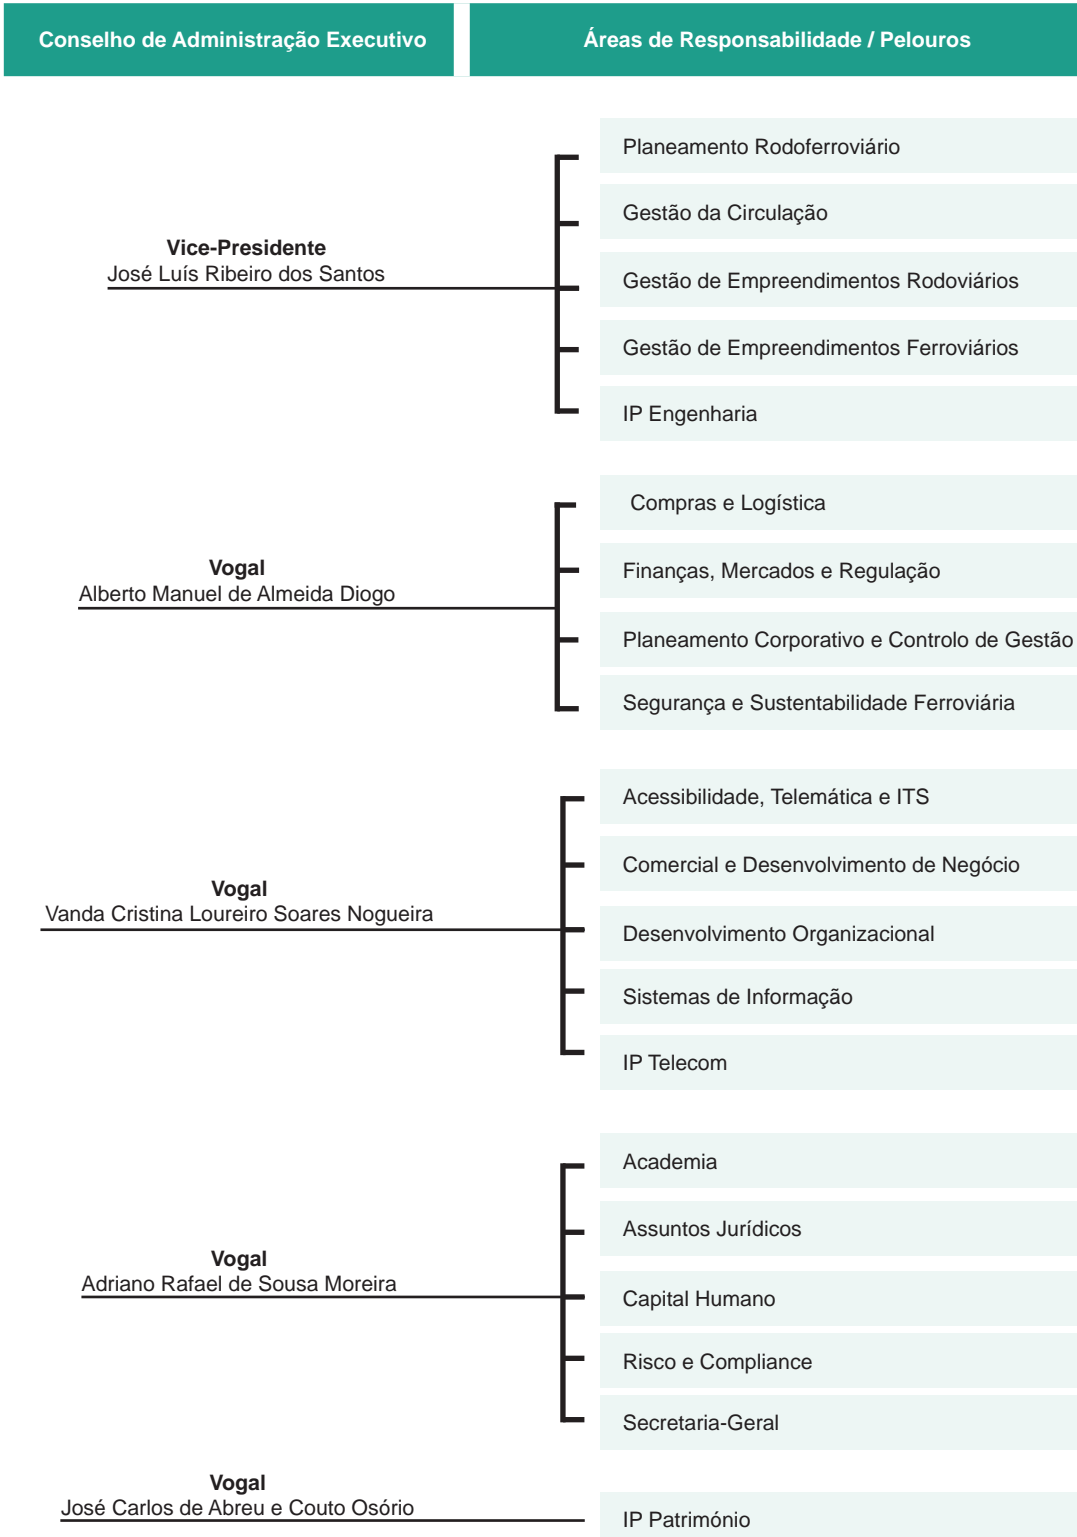 Conselho de Administração Executivo
Áreas de Responsabilidade / Pelouros
Vice-Presidente
José Luís Ribeiro dos Santos
Planeamento Rodoferroviário
Gestão da Circulação
Gestão de Empreendimentos Rodoviários
Gestão de Empreendimentos Ferroviários
IP Engenharia
Vogal
Alberto Manuel de Almeida Diogo
Compras e Logística
Finanças, Mercados e Regulação
Planeamento Corporativo e Controlo de Gestão
Segurança e Sustentabilidade Ferroviária
Vogal
Vanda Cristina Loureiro Soares Nogueira
Acessibilidade, Telemática e ITS
Comercial e Desenvolvimento de Negócio
Desenvolvimento Organizacional
Sistemas de Informação
IP Telecom
Vogal
Adriano Rafael de Sousa Moreira
Academia
Assuntos Jurídicos
Capital Humano
Risco e Compliance
Secretaria-Geral
Vogal
José Carlos de Abreu e Couto Osório
IP Património